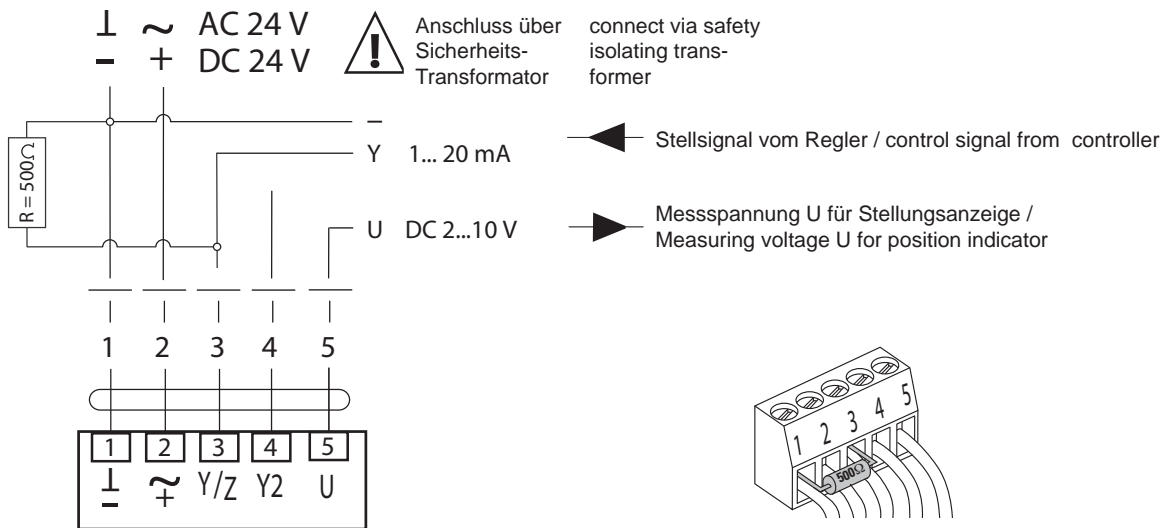 ⊥ ~ AC 24 V
− + DC 24 V
Anschluss über
Sicherheits-
Transformator
connect via safety
isolating trans-
former
−
Y 1... 20 mA
Stellsignal vom Regler / control signal from controller
R = 500Ω
U DC 2...10 V
Messspannung U für Stellungsanzeige /
Measuring voltage U for position indicator
1 2 3 4 5
1 2 3 4 5
⊥ ~ Y/Z Y2 U
− +
1 2 3 4 5
500Ω